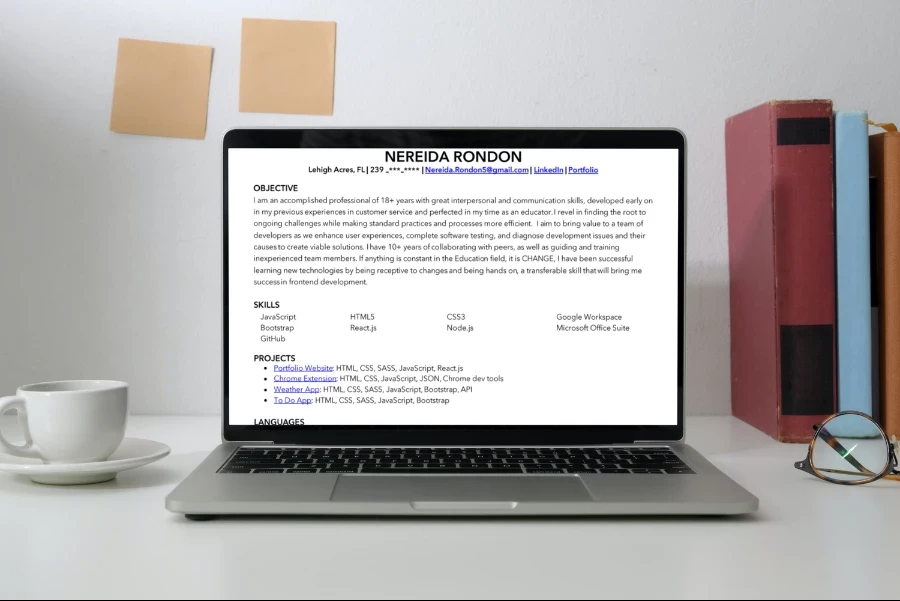 NEREIDA RONDON
Lehigh Acres, FL | 239 _***_**** | Nereida.Rondon5@gmail.com | LinkedIn | Portfolio
OBJECTIVE
I am an accomplished professional of 18+ years with great interpersonal and communication skills, developed early on
in my previous experiences in customer service and perfected in my time as an educator. I revel in finding the root to
ongoing challenges while making standard practices and processes more efficient. I aim to bring value to a team of
developers as we enhance user experiences, complete software testing, and diagnose development issues and their
causes to create viable solutions. I have 10+ years of collaborating with peers, as well as guiding and training
inexperienced team members. If anything is constant in the Education field, it is CHANGE, I have been successful
learning new technologies by being receptive to changes and being hands on, a transferable skill that will bring me
success in frontend development.
SKILLS
JavaScript HTML5 CSS3 Google Workspace
Bootstrap React.js Node.js Microsoft Office Suite
GitHub
PROJECTS
• Portfolio Website: HTML, CSS, SASS, JavaScript, React.js
• Chrome Extension: HTML, CSS, JavaScript, JSON, Chrome dev tools
• Weather App: HTML, CSS, SASS, JavaScript, Bootstrap, API
• To Do App: HTML, CSS, SASS, JavaScript, Bootstrap
LANGUAGES